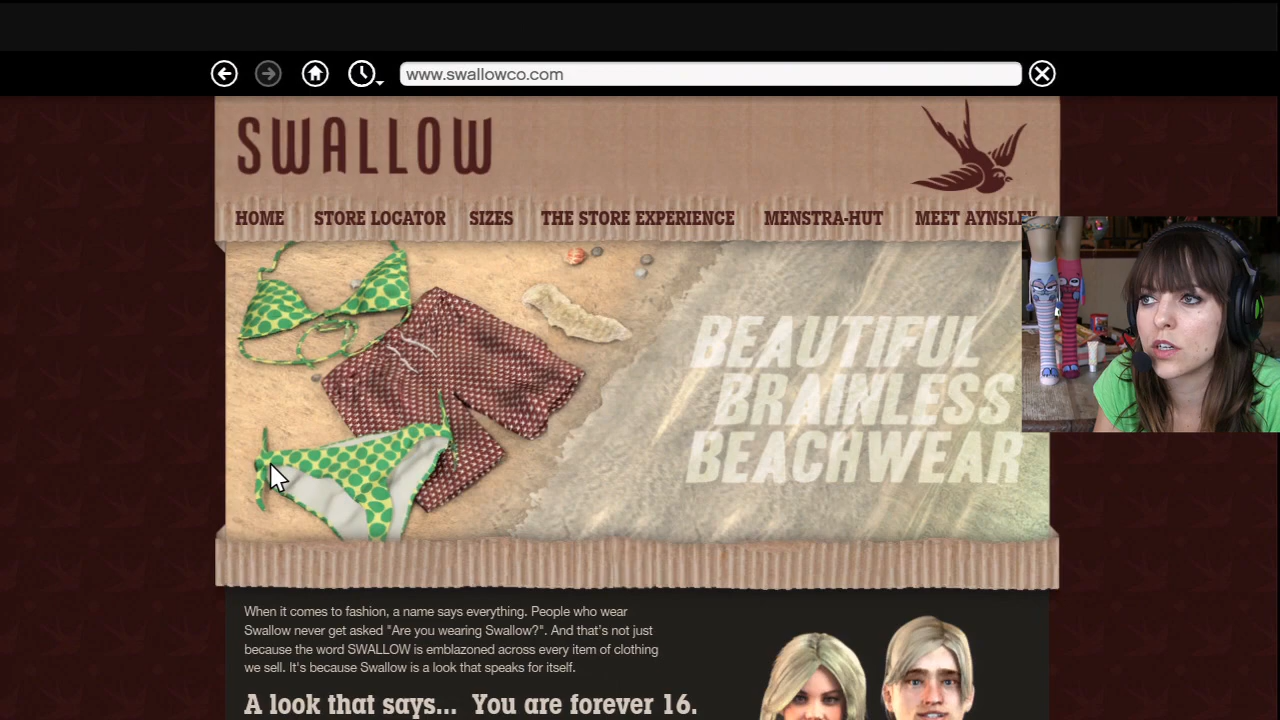 www.swallowco.com
SWALLOW
HOME STORE LOCATOR SIZES THE STORE EXPERIENCE MENSTRA-HUT MEET AYNSLEY
BEAUTIFUL
BRAINLESS
BEACHWEAR
When it comes to fashion, a name says everything. People who wear
Swallow never get asked "Are you wearing Swallow?". And that's not just
because the word SWALLOW is emblazoned across every item of clothing
we sell. It's because Swallow is a look that speaks for itself.
A look that says... You are forever 16.